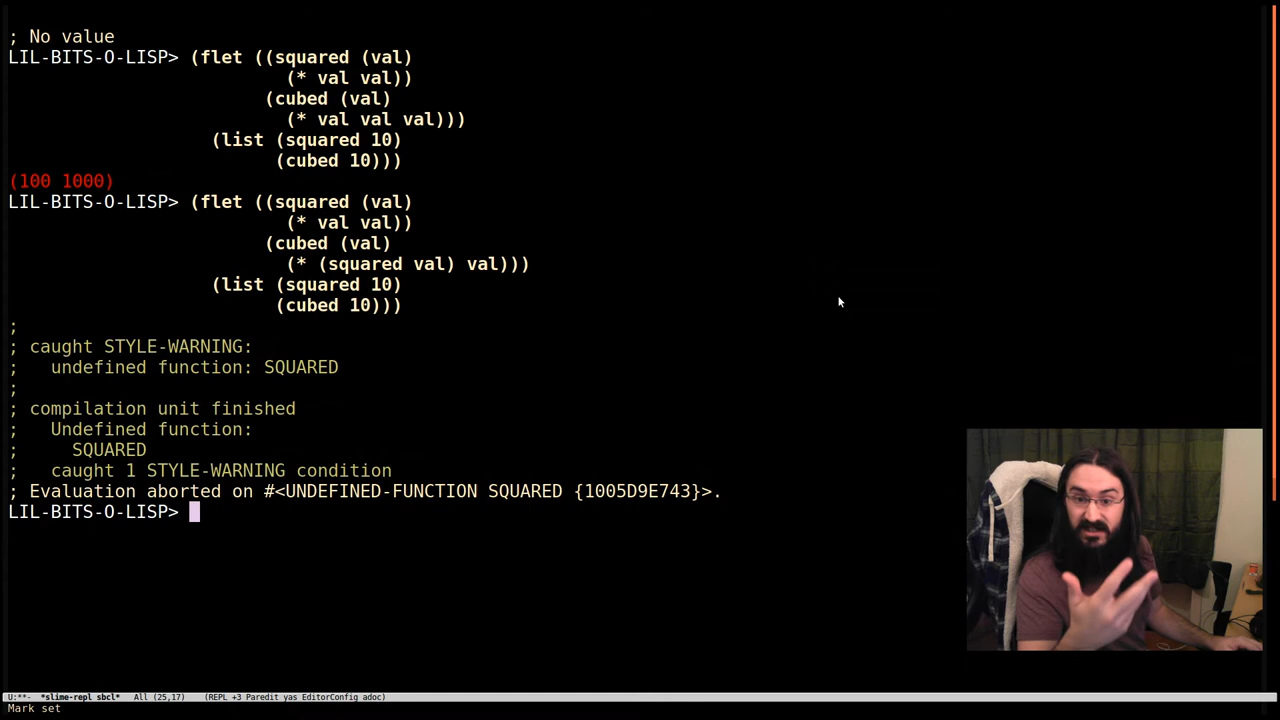 ; No value
LIL-BITS-O-LISP> (flet ((squared (val)
(* val val))
(cubed (val)
(* val val val)))
(list (squared 10)
(cubed 10)))
(100 1000)
LIL-BITS-O-LISP> (flet ((squared (val)
(* val val))
(cubed (val)
(* (squared val) val)))
(list (squared 10)
(cubed 10)))
;
; caught STYLE-WARNING:
;   undefined function: SQUARED
;
; compilation unit finished
;   Undefined function:
;     SQUARED
;   caught 1 STYLE-WARNING condition
; Evaluation aborted on #<UNDEFINED-FUNCTION SQUARED {1005D9E743}>.
LIL-BITS-O-LISP>
U:**-  *slime-repl sbcl*   All (25,17)    (REPL +3 Paredit yas EditorConfig adoc)
Mark set